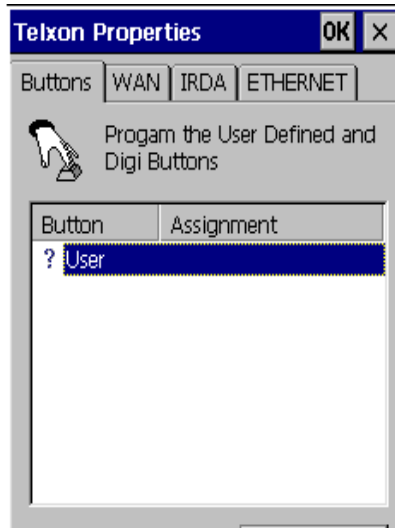 Telxon Properties OK ×
Buttons WAN IRDA ETHERNET
Progam the User Defined and
Digi Buttons
Button Assignment
? User